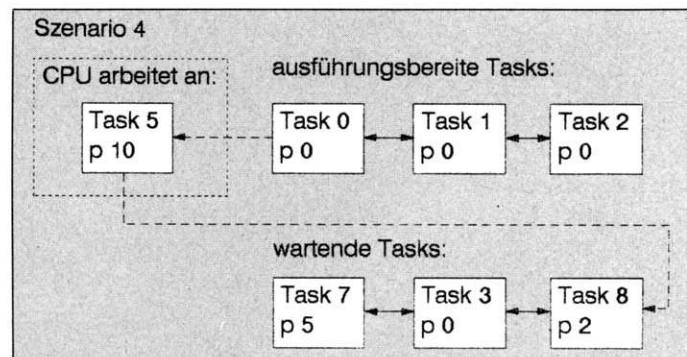 Szenario 4
CPU arbeitet an:
ausführungsbereite Tasks:
Task 5
p 10
Task 0
p 0
Task 1
p 0
Task 2
p 0
wartende Tasks:
Task 7
p 5
Task 3
p 0
Task 8
p 2